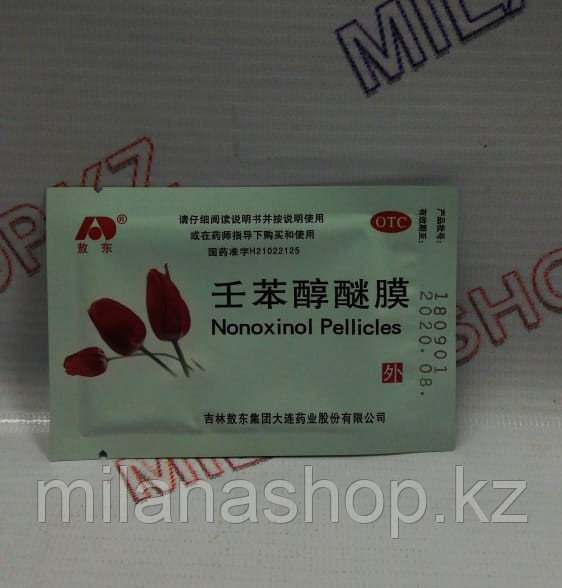 MILA
敖东®
请仔细阅读说明书并按说明使用
或在药师指导下购买和使用
国药准字H21022125
OTC
产品批号:
有效期至:
180901
2020.08.
壬苯醇醚膜
Nonoxinol Pellicles
外
吉林敖东集团大连药业股份有限公司
milanashop.kz